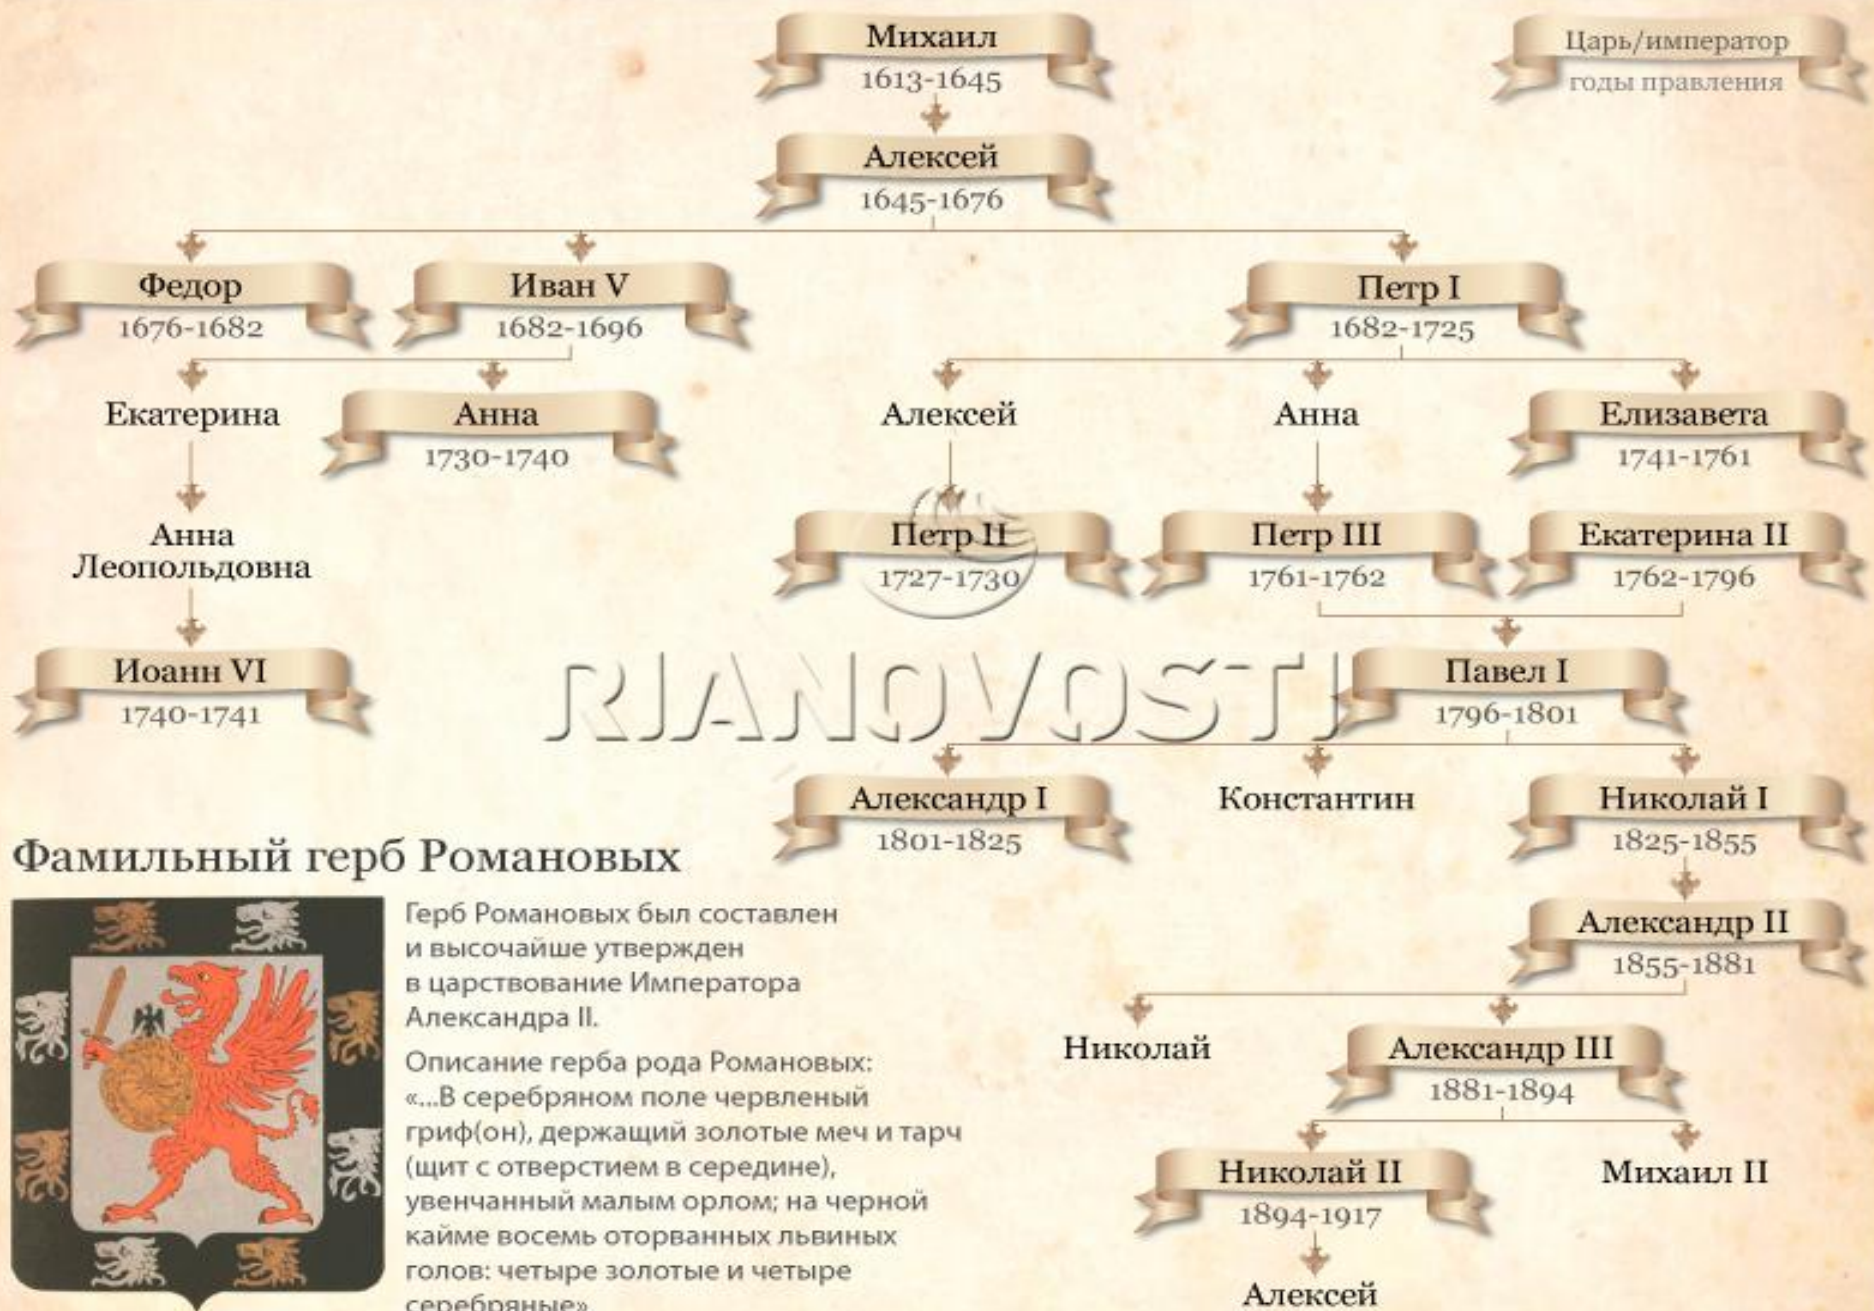 Михаил
1613-1645
Царь/император
годы правления
Алексей
1645-1676
Федор
1676-1682
Иван V
1682-1696
Петр I
1682-1725
Екатерина
Анна
1730-1740
Алексей
Анна
Елизавета
1741-1761
Анна
Леопольдовна
Петр II
1727-1730
Петр III
1761-1762
Екатерина II
1762-1796
Иоанн VI
1740-1741
RIANOVOSTI
Павел I
1796-1801
Александр I
1801-1825
Константин
Николай I
1825-1855
Александр II
1855-1881
Николай
Александр III
1881-1894
Николай II
1894-1917
Михаил II
Алексей
Фамильный герб Романовых
Герб Романовых был составлен
и высочайше утвержден
в царствование Императора
Александра II.
Описание герба рода Романовых:
«...В серебряном поле червленый
гриф(он), держащий золотые меч и тарч
(щит с отверстием в середине),
увенчанный малым орлом; на черной
кайме восемь оторванных львиных
голов: четыре золотые и четыре
серебряные»